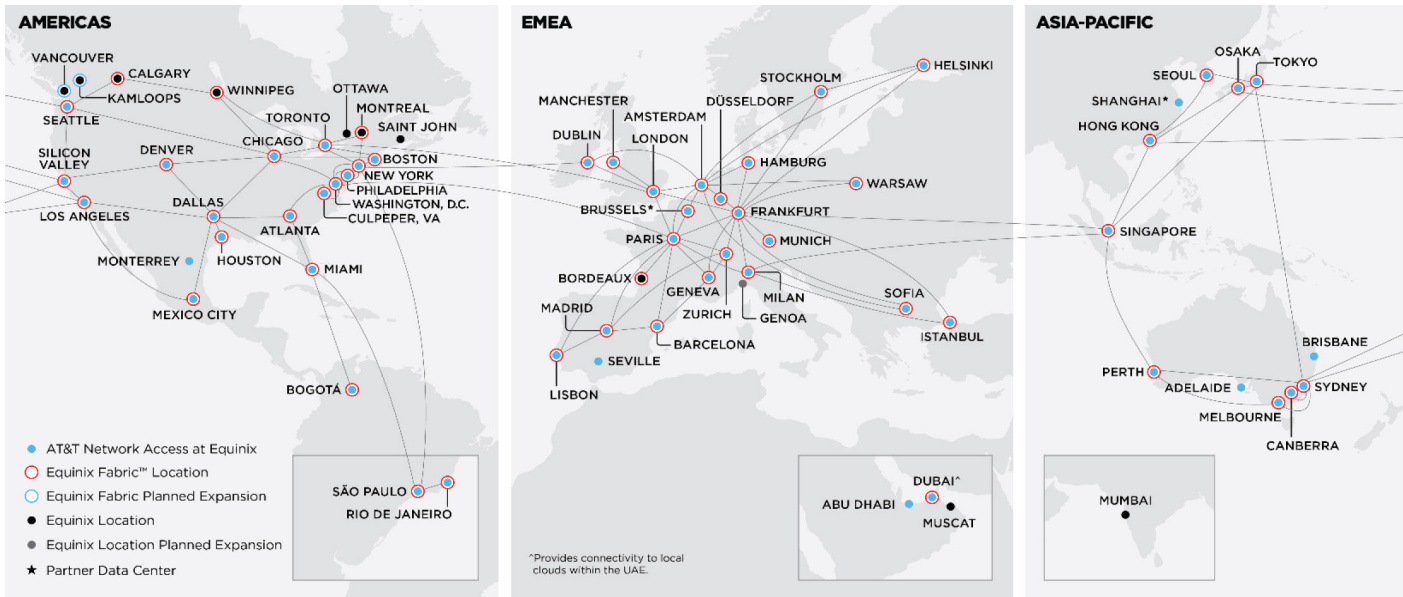 AMERICAS
VANCOUVER
CALGARY
KAMLOOPS
WINNIPEG
OTTAWA
MONTREAL
SEATTLE
TORONTO
SAINT JOHN
CHICAGO
SILICON
VALLEY
DENVER
BOSTON
NEW YORK
PHILADELPHIA
WASHINGTON, D.C.
CULPEPER, VA
LOS ANGELES
DALLAS
ATLANTA
HOUSTON
MONTERREY
MIAMI
MEXICO CITY
BOGOTÁ
SÃO PAULO
RIO DE JANEIRO
AT&T Network Access at Equinix
Equinix Fabric™ Location
Equinix Fabric Planned Expansion
Equinix Location
Equinix Location Planned Expansion
★ Partner Data Center
EMEA
HELSINKI
STOCKHOLM
MANCHESTER
DÜSSELDORF
AMSTERDAM
DUBLIN
LONDON
HAMBURG
WARSAW
BRUSSELS★
FRANKFURT
PARIS
MUNICH
BORDEAUX
GENEVA
MILAN
SOFIA
MADRID
ZURICH
GENOA
ISTANBUL
BARCELONA
SEVILLE
LISBON
DUBAI^
ABU DHABI
MUSCAT
^Provides connectivity to local
clouds within the UAE.
ASIA-PACIFIC
OSAKA
TOKYO
SEOUL
SHANGHAI★
HONG KONG
SINGAPORE
BRISBANE
PERTH
ADELAIDE
SYDNEY
MELBOURNE
CANBERRA
MUMBAI